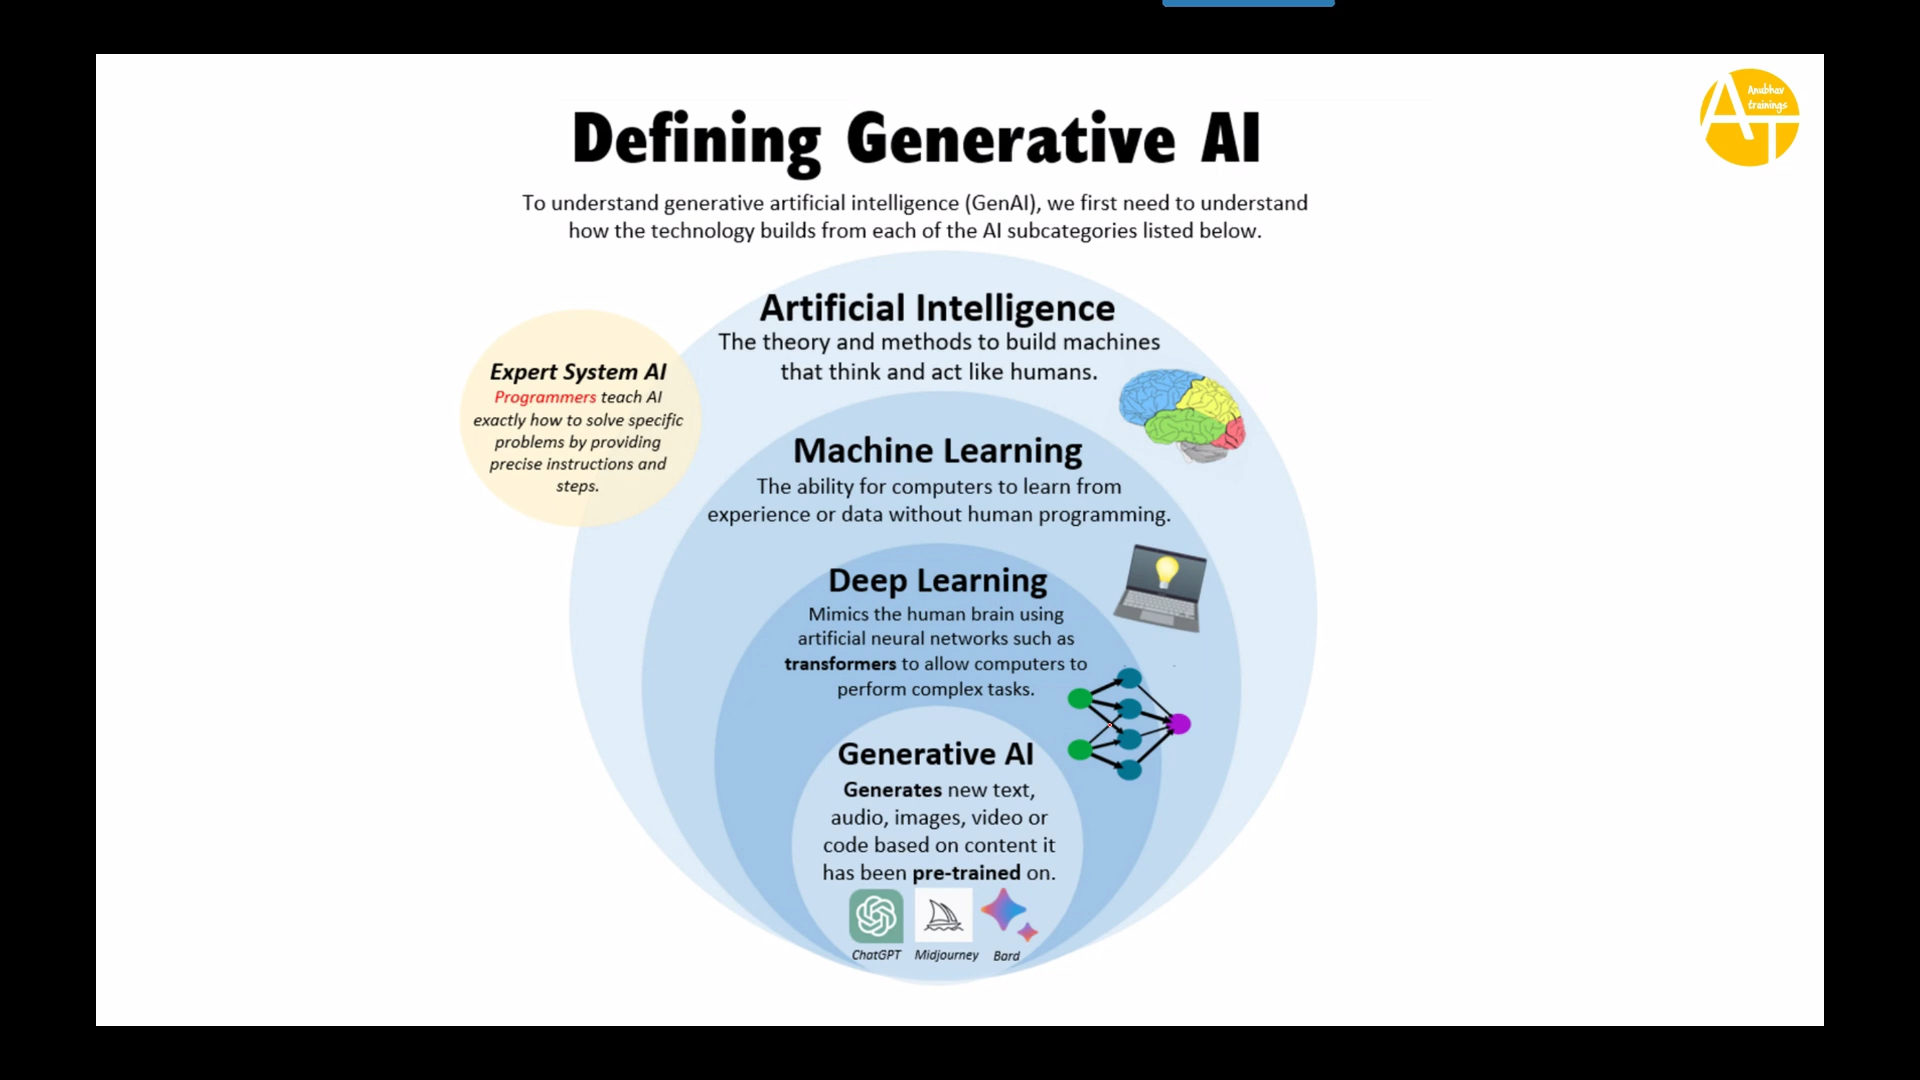 Anubhav
trainings
Defining Generative AI
To understand generative artificial intelligence (GenAI), we first need to understand
how the technology builds from each of the AI subcategories listed below.
Artificial Intelligence
The theory and methods to build machines
that think and act like humans.
Expert System AI
Programmers teach AI
exactly how to solve specific
problems by providing
precise instructions and
steps.
Machine Learning
The ability for computers to learn from
experience or data without human programming.
Deep Learning
Mimics the human brain using
artificial neural networks such as
transformers to allow computers to
perform complex tasks.
Generative AI
Generates new text,
audio, images, video or
code based on content it
has been pre-trained on.
ChatGPT Midjourney Bard